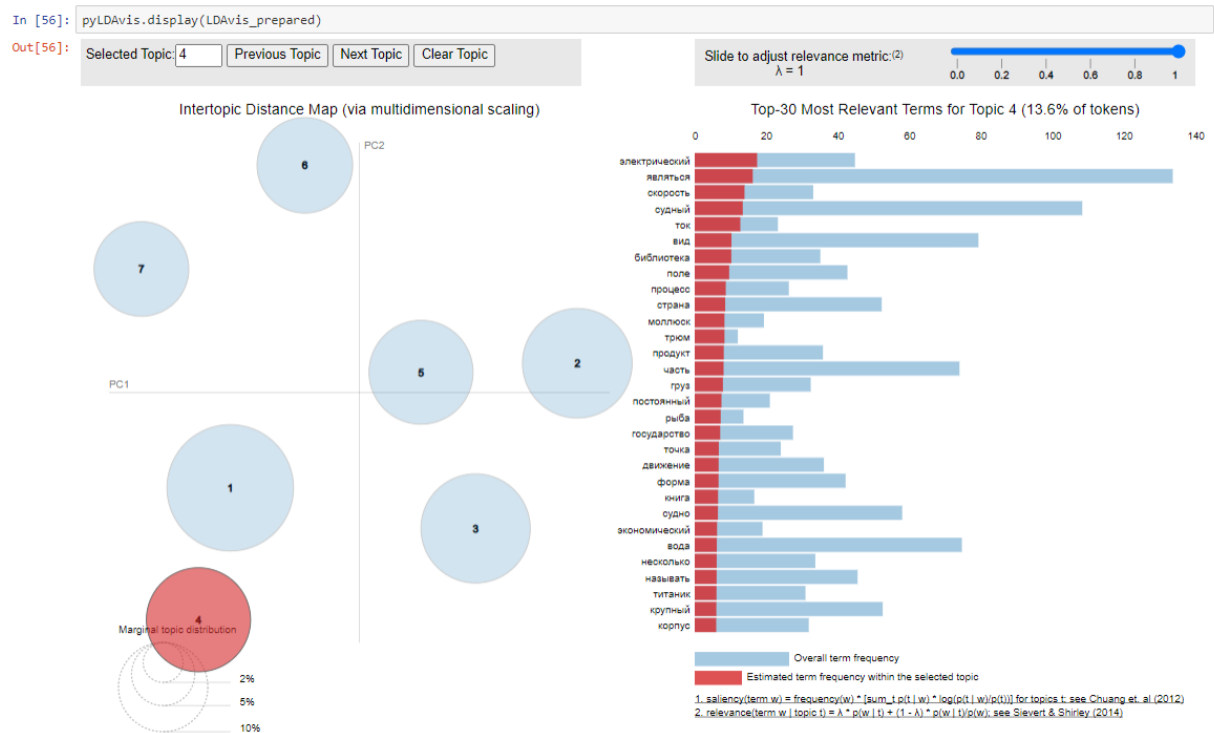 In [56]: pyLDAvis.display(LDAvis_prepared)
Out[56]:
Selected Topic: 4 Previous Topic Next Topic Clear Topic
Slide to adjust relevance metric:(2)
λ = 1
0.0 0.2 0.4 0.6 0.8 1
Intertopic Distance Map (via multidimensional scaling)
PC2
PC1
6
7
5
2
1
3
4
Marginal topic distribution
2%
5%
10%
Top-30 Most Relevant Terms for Topic 4 (13.6% of tokens)
0 20 40 60 80 100 120 140
электрический
являться
скорость
судный
ток
вид
библиотека
поле
процесс
страна
моллюск
трюм
продукт
часть
груз
постоянный
рыба
государство
точка
движение
форма
книга
судно
экономический
вода
несколько
называть
титаник
крупный
корпус
Overall term frequency
Estimated term frequency within the selected topic
1. saliency(term w) = frequency(w) * [sum_t p(t | w) * log(p(t | w)/p(t))] for topics t; see Chuang et. al (2012)
2. relevance(term w | topic t) = λ * p(w | t) + (1 - λ) * p(w | t)/p(w); see Sievert & Shirley (2014)